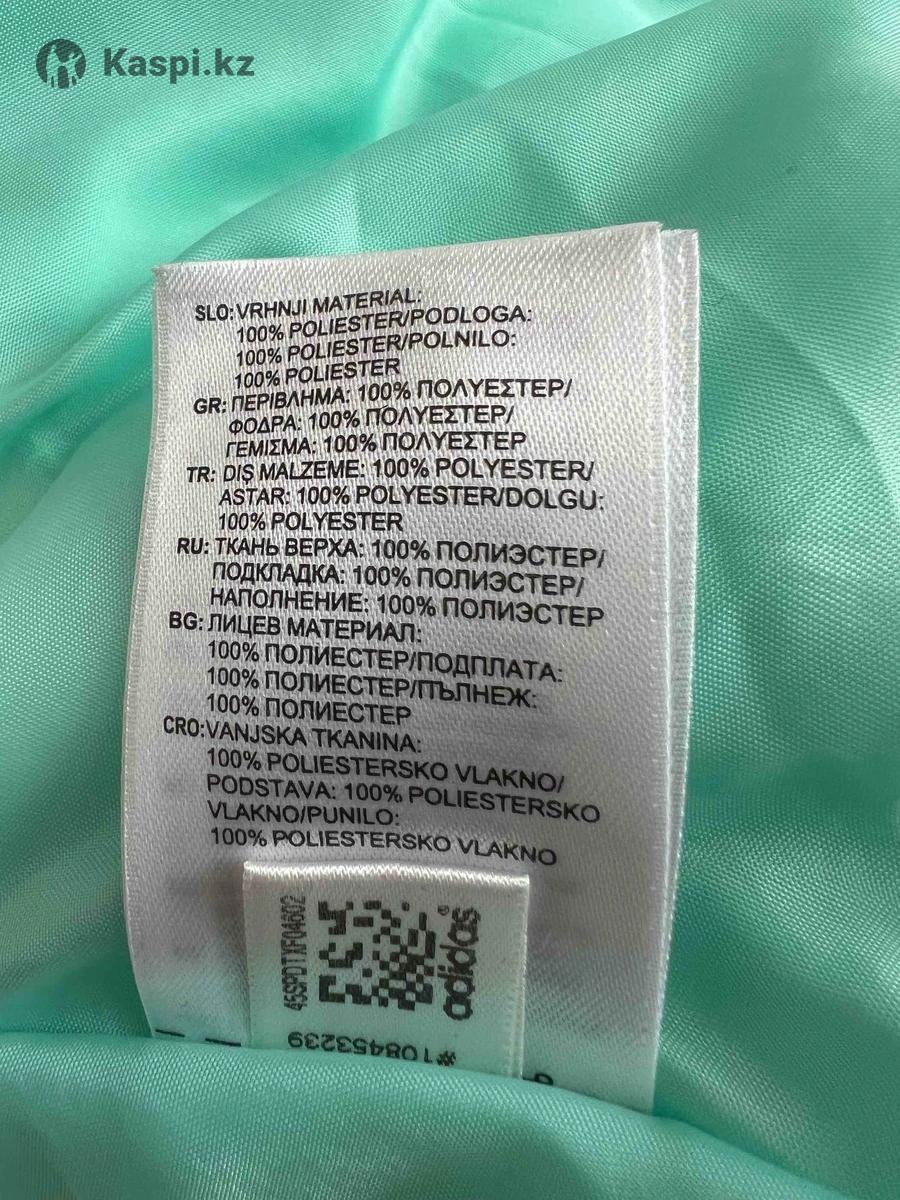 Kaspi.kz
SLO: VRHNJI MATERIAL:
100% POLIESTER/PODLOGA:
100% POLIESTER/POLNILO:
100% POLIESTER
GR: ΠΕΡΙΒΛΗΜΑ: 100% ΠΟΛΥΕΣΤΕΡ/
ΦΟΔΡΑ: 100% ΠΟΛΥΕΣΤΕΡ/
ΓΕΜΙΣΜΑ: 100% ΠΟΛΥΕΣΤΕΡ
TR: DIŞ MALZEME: 100% POLYESTER/
ASTAR: 100% POLYESTER/DOLGU:
100% POLYESTER
RU: ТКАНЬ ВЕРХА: 100% ПОЛИЭСТЕР/
ПОДКЛАДКА: 100% ПОЛИЭСТЕР/
НАПОЛНЕНИЕ: 100% ПОЛИЭСТЕР
BG: ЛИЦЕВ МАТЕРИАЛ:
100% ПОЛИЕСТЕР/ПОДПЛАТА:
100% ПОЛИЕСТЕР/ПЪЛНЕЖ:
100% ПОЛИЕСТЕР
CRO: VANJSKA TKANINA:
100% POLIESTERSKO VLAKNO/
PODSTAVA: 100% POLIESTERSKO
VLAKNO/PUNILO:
100% POLIESTERSKO VLAKNO
45SPDTXF04602
adidas®
#108453239